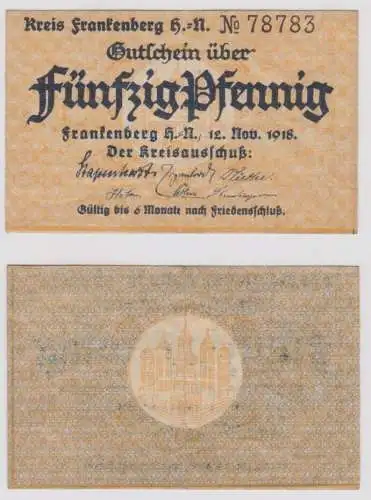 Kreis Frankenberg H.-N. № 78783
Gutschein über
Fünfzig Pfennig
Frankenberg H.-N., 12. Nov. 1918.
Der Kreisausschuß:
Gültig bis 6 Monate nach Friedensschluß.